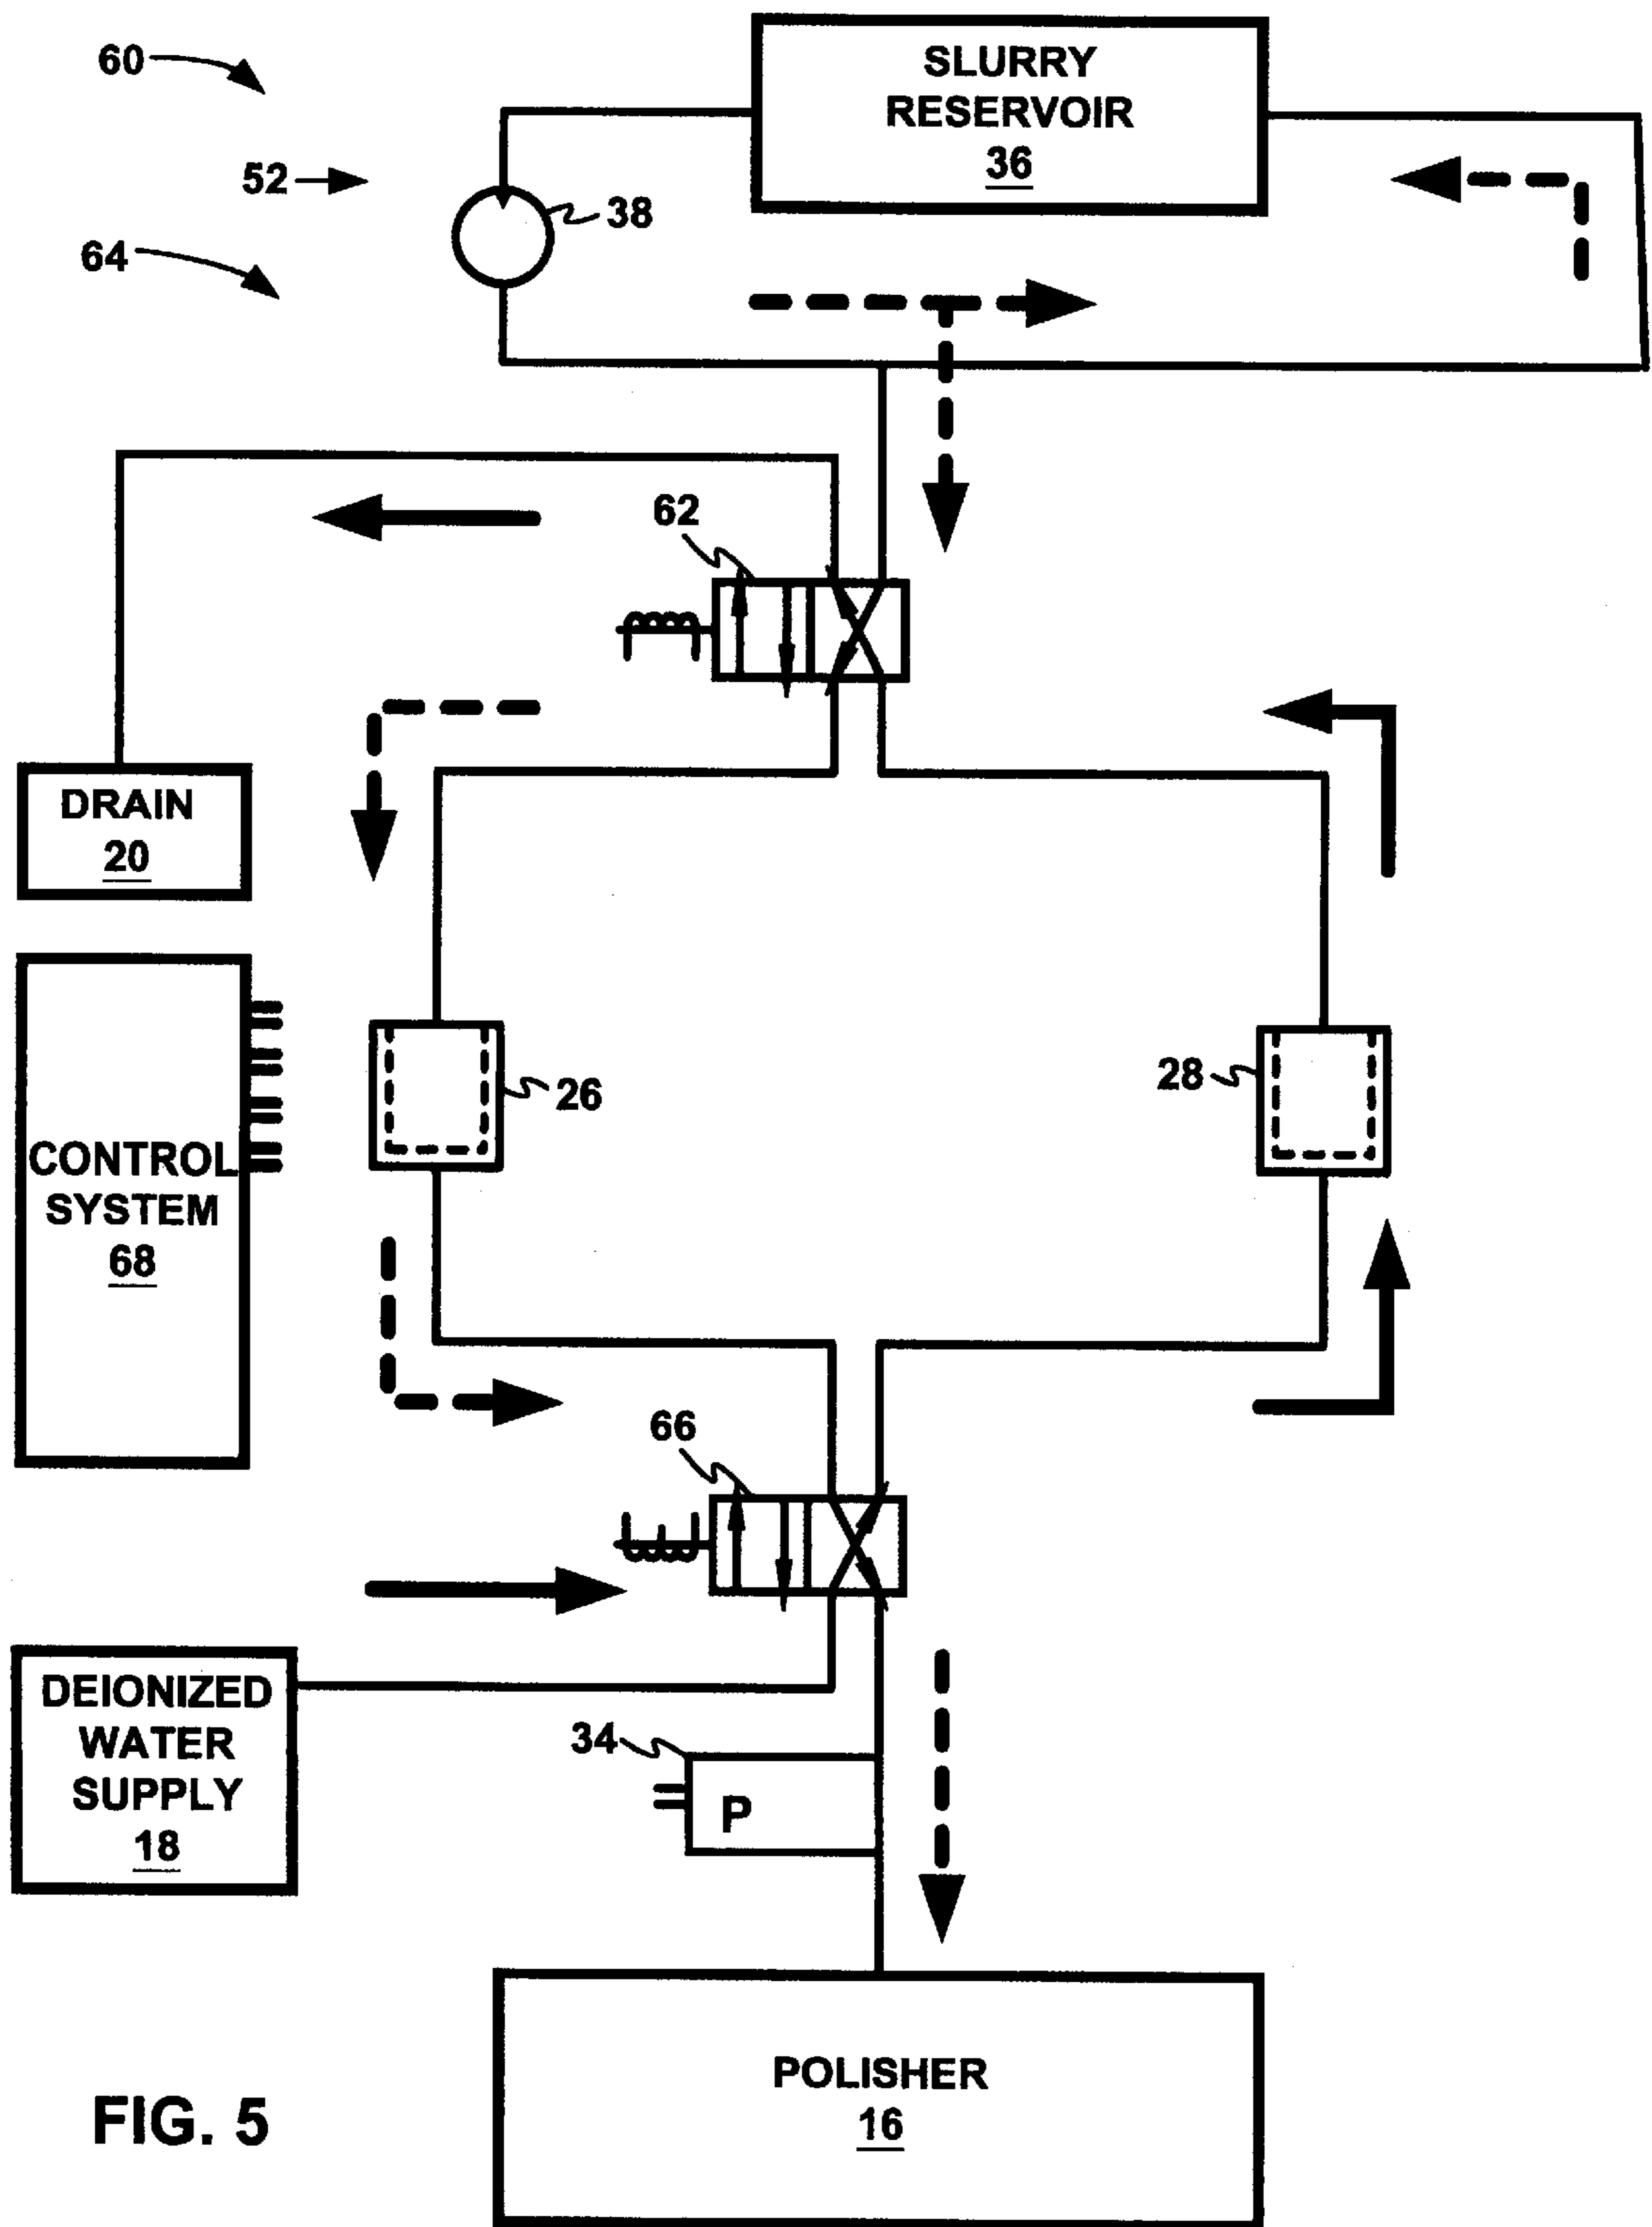 60
SLURRY
RESERVOIR
36
52
38
64
62
DRAIN
20
26
28
CONTROL
SYSTEM
68
66
DEIONIZED
WATER
SUPPLY
18
34
P
POLISHER
16
FIG. 5